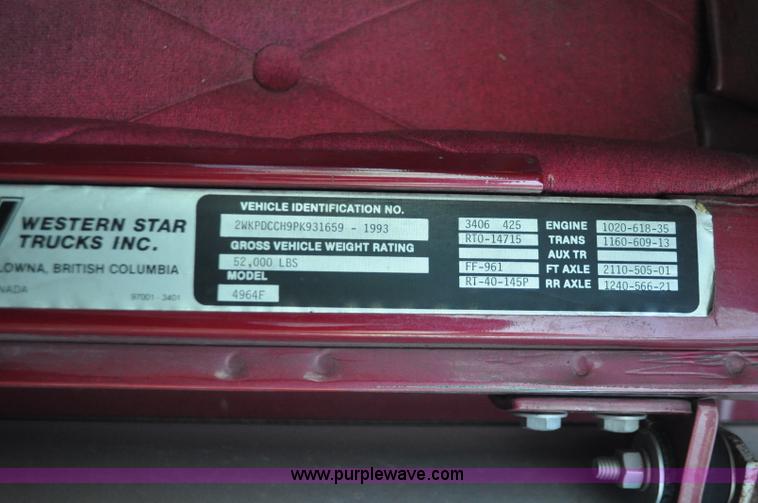 WESTERN STAR
TRUCKS INC.
LOWNA, BRITISH COLUMBIA
NADA
97001 - 3401
VEHICLE IDENTIFICATION NO.
2WKPDCCH9PK931659 - 1993
GROSS VEHICLE WEIGHT RATING
52,000 LBS
MODEL
4964F
3406 425 ENGINE 1020-618-35
RTO-14715 TRANS 1160-609-13
AUX TR
FF-961 FT AXLE 2110-505-01
RT-40-145P RR AXLE 1240-566-21
www.purplewave.com